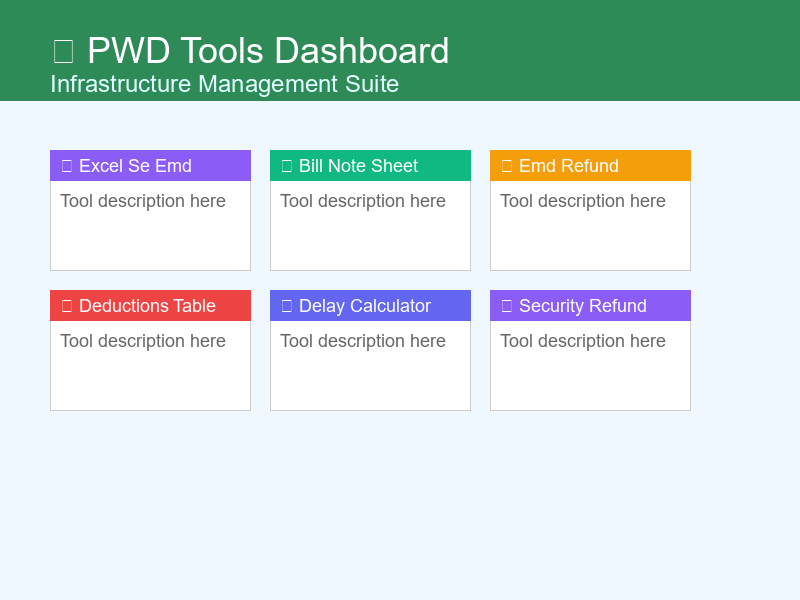 PWD Tools Dashboard
Infrastructure Management Suite
Excel Se Emd
Tool description here
Bill Note Sheet
Tool description here
Emd Refund
Tool description here
Deductions Table
Tool description here
Delay Calculator
Tool description here
Security Refund
Tool description here